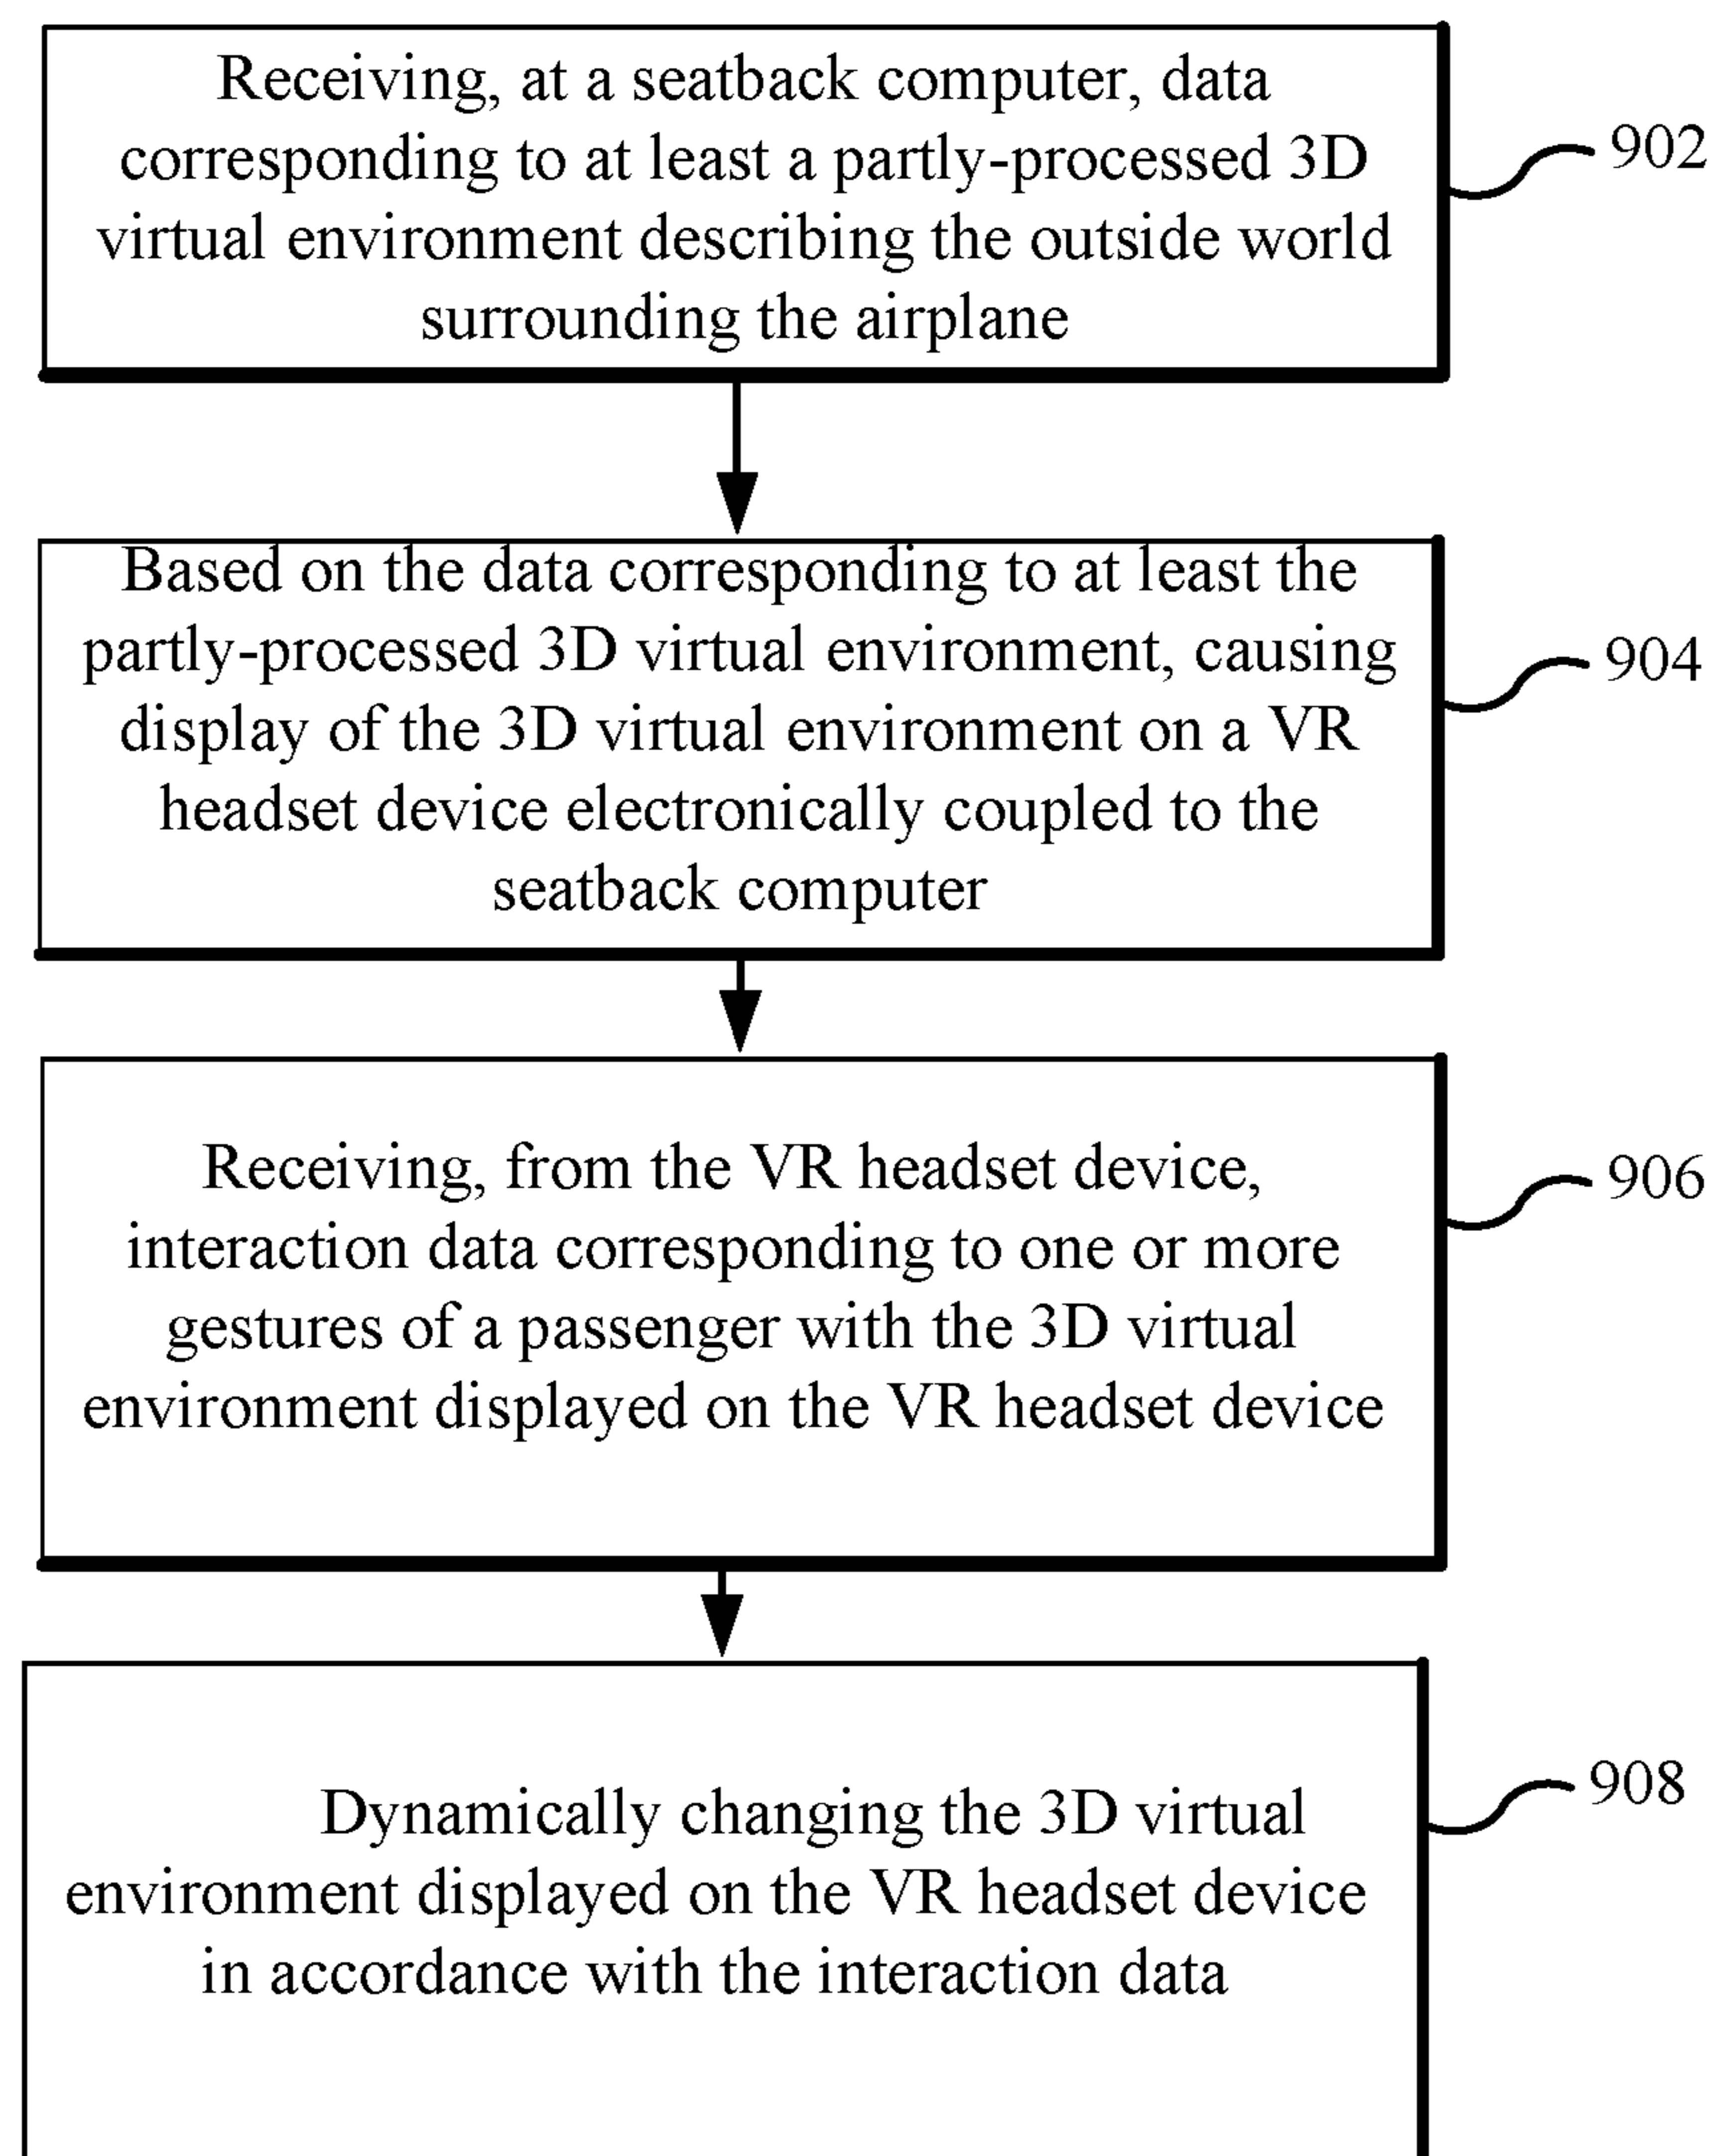 Receiving, at a seatback computer, data
corresponding to at least a partly-processed 3D
virtual environment describing the outside world
surrounding the airplane
902
Based on the data corresponding to at least the
partly-processed 3D virtual environment, causing
display of the 3D virtual environment on a VR
headset device electronically coupled to the
seatback computer
904
Receiving, from the VR headset device,
interaction data corresponding to one or more
gestures of a passenger with the 3D virtual
environment displayed on the VR headset device
906
Dynamically changing the 3D virtual
environment displayed on the VR headset device
in accordance with the interaction data
908